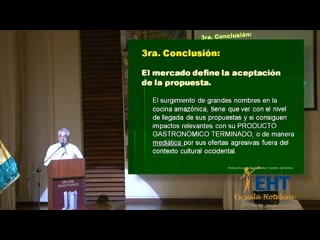 3ra. Conclusión:
3ra. Conclusión:
El mercado define la aceptación
de la propuesta.
El surgimiento de grandes nombres en la
cocina amazónica, tiene que ver con el nivel
de llegada de sus propuestas y si consiguen
impactos relevantes con su PRODUCTO
GASTRONÓMICO TERMINADO, o de manera
mediática por sus ofertas agresivas fuera del
contexto cultural occidental.
EHT
Escuela Hotelera